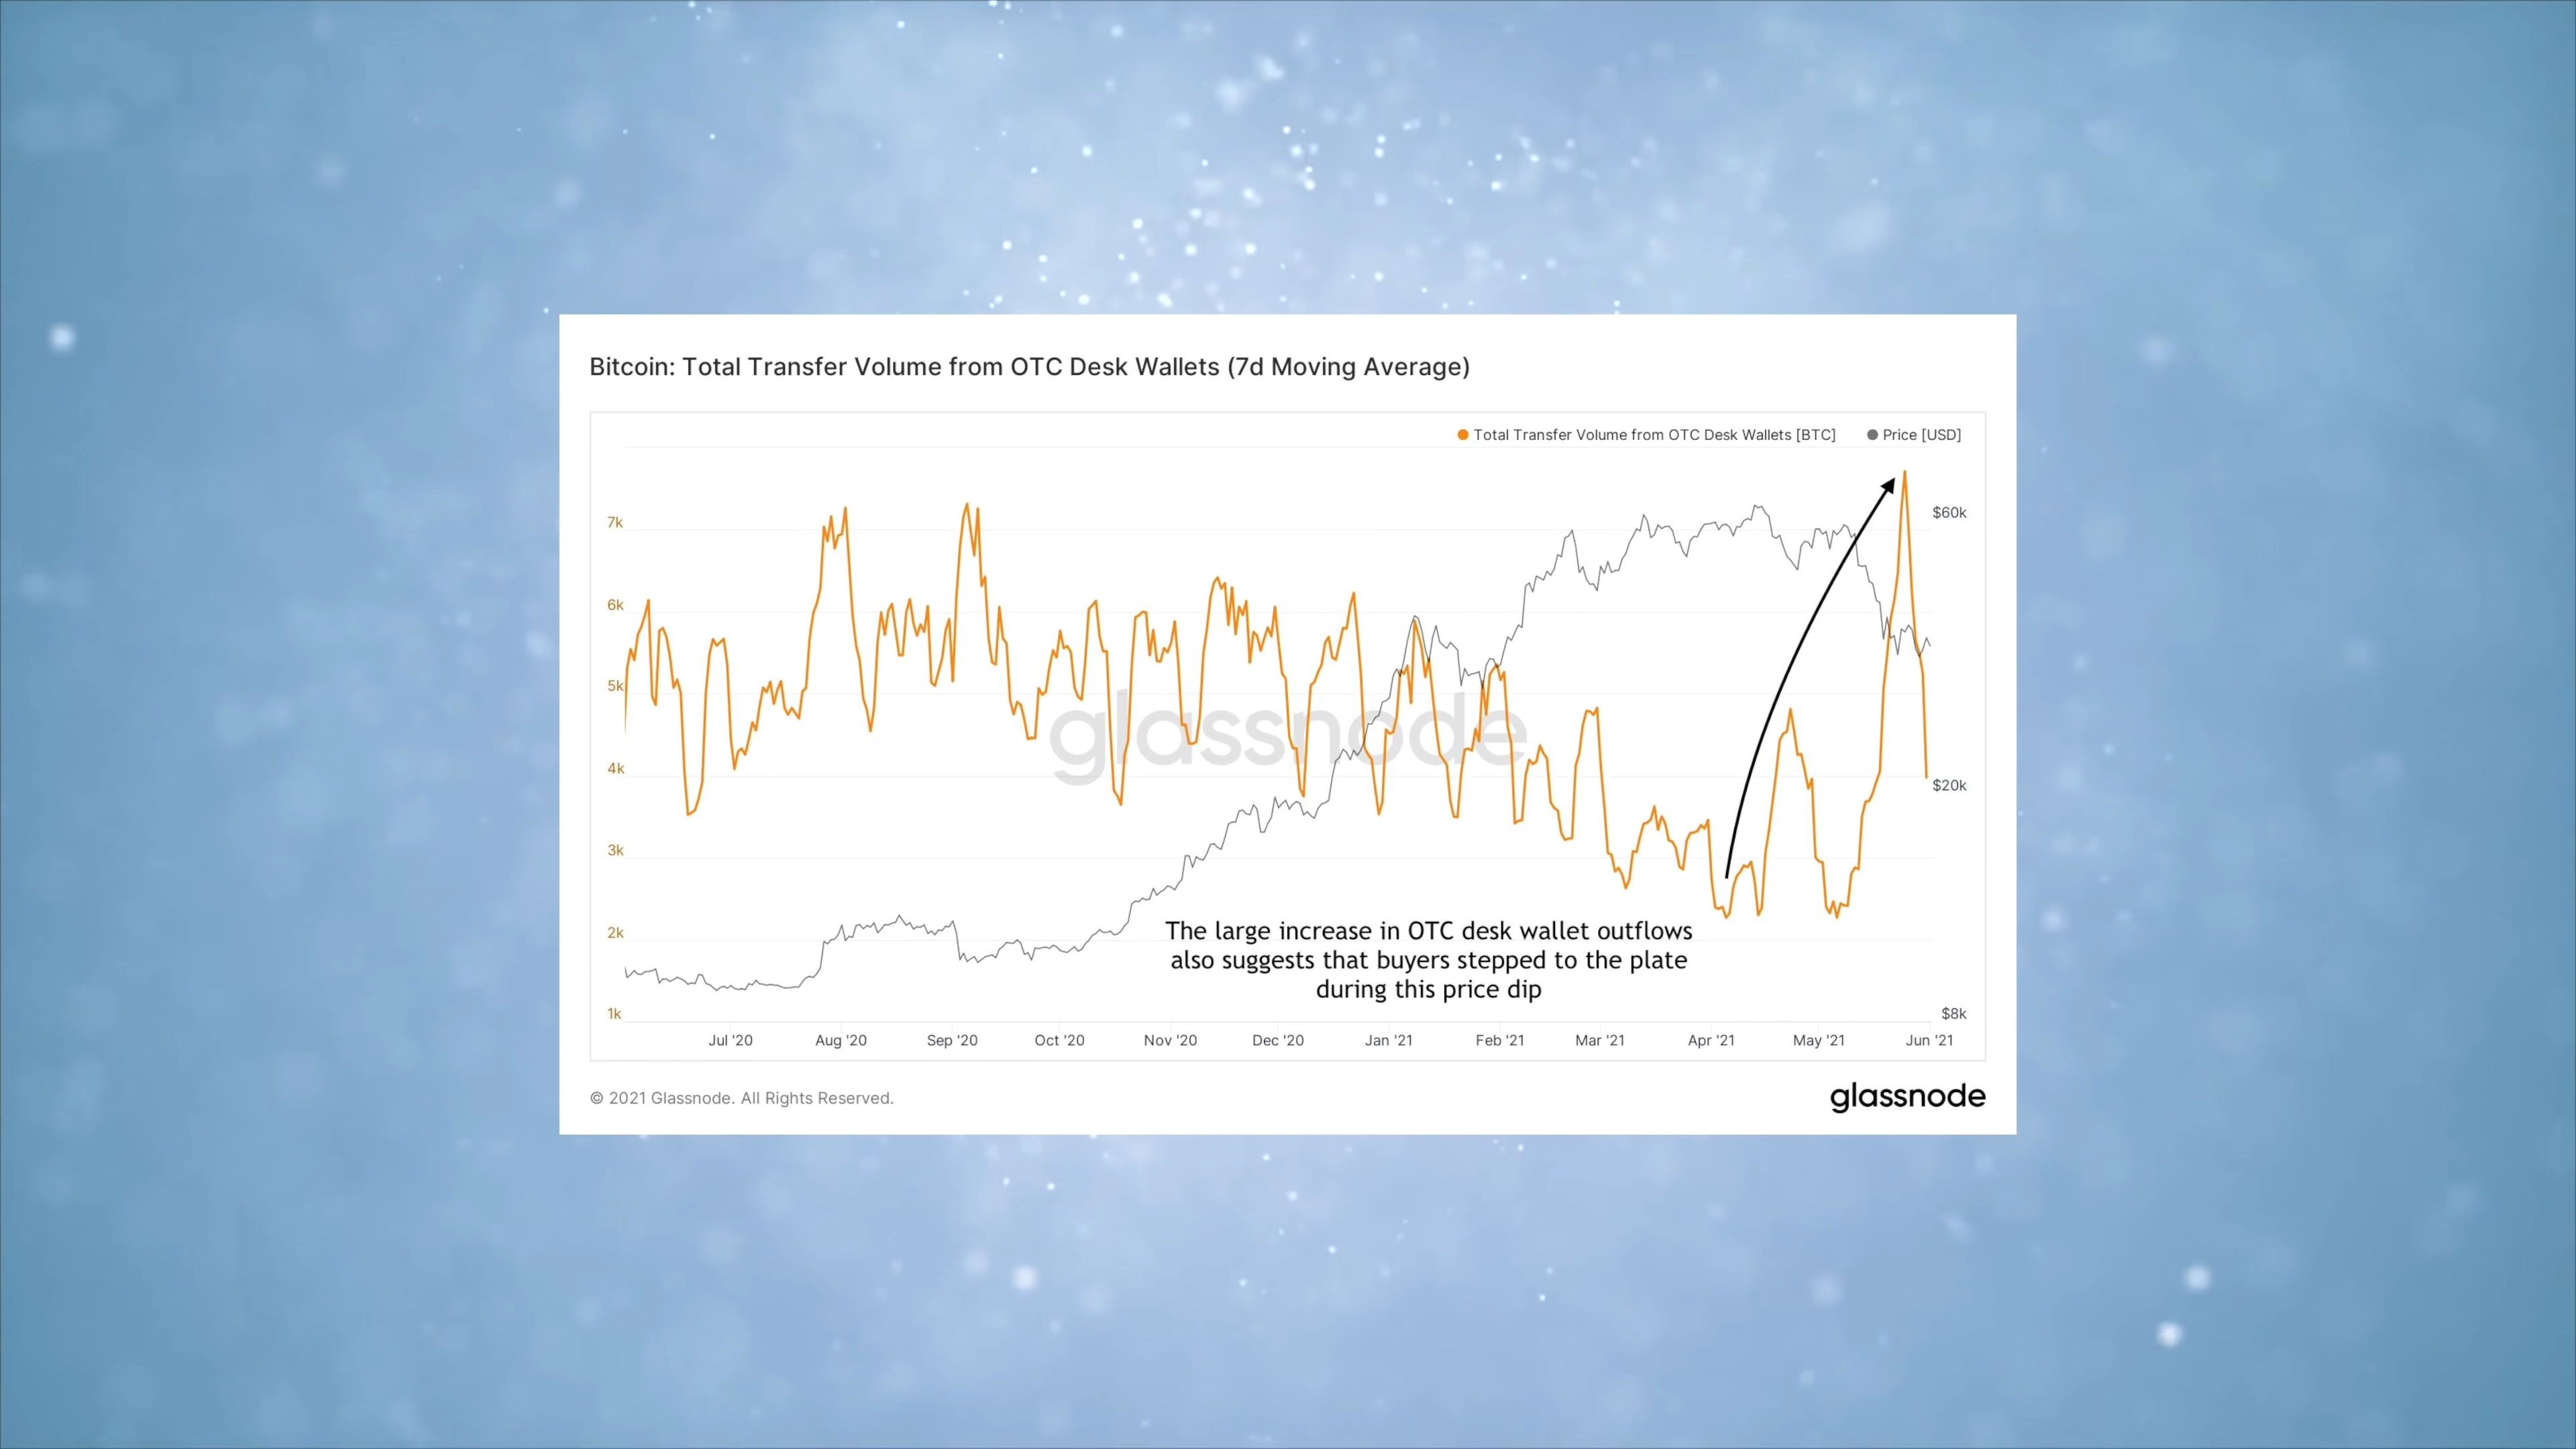 Bitcoin: Total Transfer Volume from OTC Desk Wallets (7d Moving Average)
Total Transfer Volume from OTC Desk Wallets [BTC] Price [USD]
7k
6k
5k
4k
3k
2k
1k
$60k
$20k
$8k
glassnode
The large increase in OTC desk wallet outflows
also suggests that buyers stepped to the plate
during this price dip
Jul '20 Aug '20 Sep '20 Oct '20 Nov '20 Dec '20 Jan '21 Feb '21 Mar '21 Apr '21 May '21 Jun '21
© 2021 Glassnode. All Rights Reserved.
glassnode